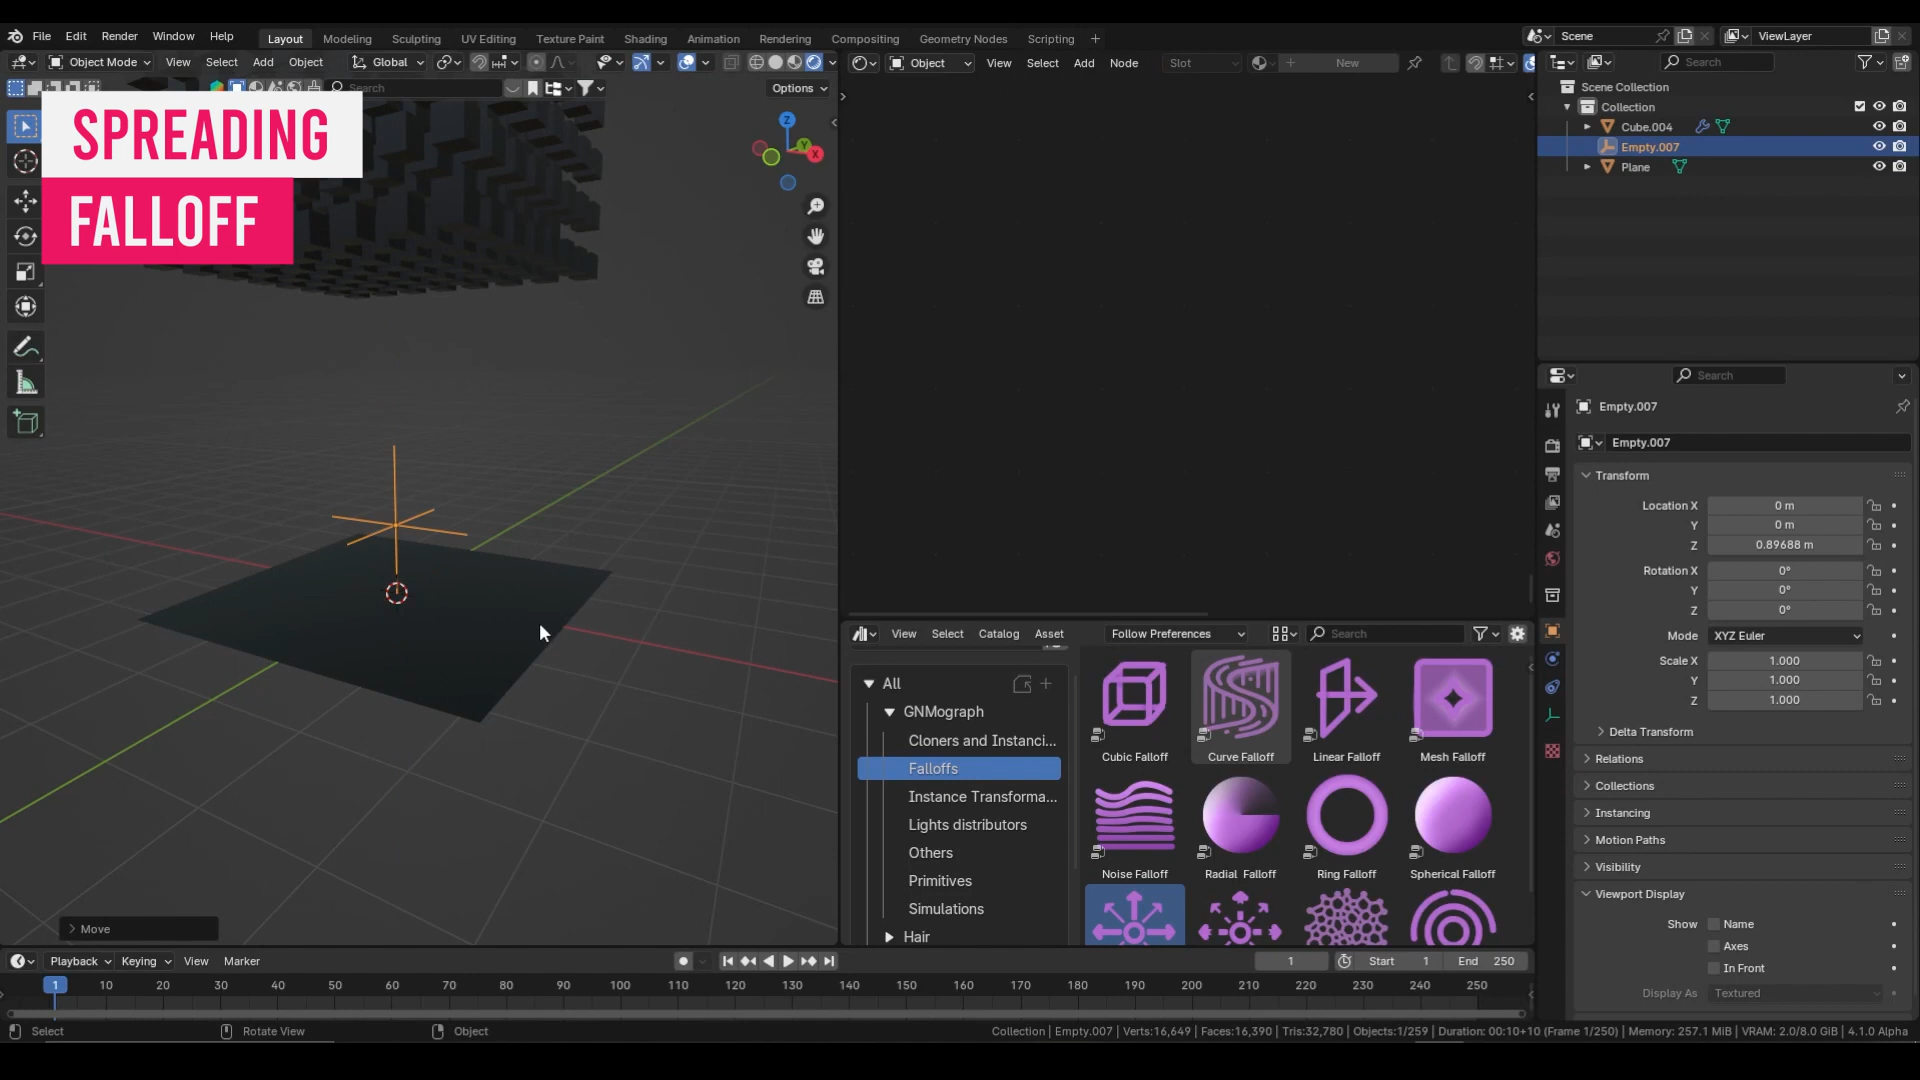 File Edit Render Window Help Layout Modeling Sculpting UV Editing Texture Paint Shading Animation Rendering Compositing Geometry Nodes Scripting + Scene ViewLayer
Object Mode View Select Add Object Global Object View Select Add Node Slot New Search
Search Options
SPREADING
FALLOFF
Z
Y
X
Scene Collection
Collection
Cube.004
Empty.007
Plane
Search
Empty.007
Empty.007
Transform
Location X 0 m
Y 0 m
Z 0.89688 m
Rotation X 0°
Y 0°
Z 0°
Mode XYZ Euler
Scale X 1.000
Y 1.000
Z 1.000
Delta Transform
Relations
Collections
Instancing
Motion Paths
Visibility
Viewport Display
Show Name
Axes
In Front
Display As Textured
View Select Catalog Asset Follow Preferences Search
All
GNMograph
Cloners and Instanci...
Falloffs
Instance Transforma...
Lights distributors
Others
Primitives
Simulations
Hair
Cubic Falloff Curve Falloff Linear Falloff Mesh Falloff
Noise Falloff Radial Falloff Ring Falloff Spherical Falloff
Move
Playback Keying View Marker 1 Start 1 End 250
1 10 20 30 40 50 60 70 80 90 100 110 120 130 140 150 160 170 180 190 200 210 220 230 240 250
Select Rotate View Object Collection | Empty.007 | Verts:16,649 | Faces:16,390 | Tris:32,780 | Objects:1/259 | Duration: 00:10+10 (Frame 1/250) | Memory: 257.1 MiB | VRAM: 2.0/8.0 GiB | 4.1.0 Alpha